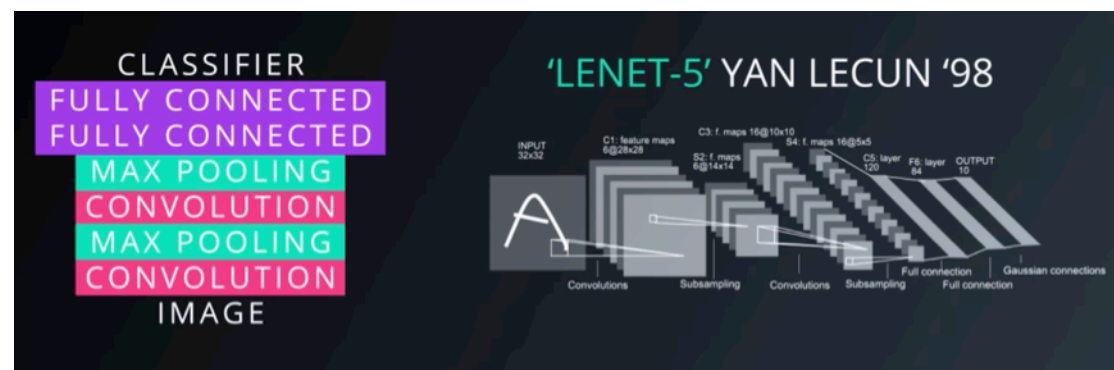 CLASSIFIER
FULLY CONNECTED
FULLY CONNECTED
MAX POOLING
CONVOLUTION
MAX POOLING
CONVOLUTION
IMAGE
‘LENET-5’ YAN LECUN ‘98
INPUT
32x32
C1: feature maps
6@28x28
S2: f. maps
6@14x14
C3: f. maps 16@10x10
S4: f. maps 16@5x5
C5: layer
120
F6: layer
84
OUTPUT
10
A
Convolutions
Subsampling
Convolutions
Subsampling
Full connection
Full connection
Gaussian connections